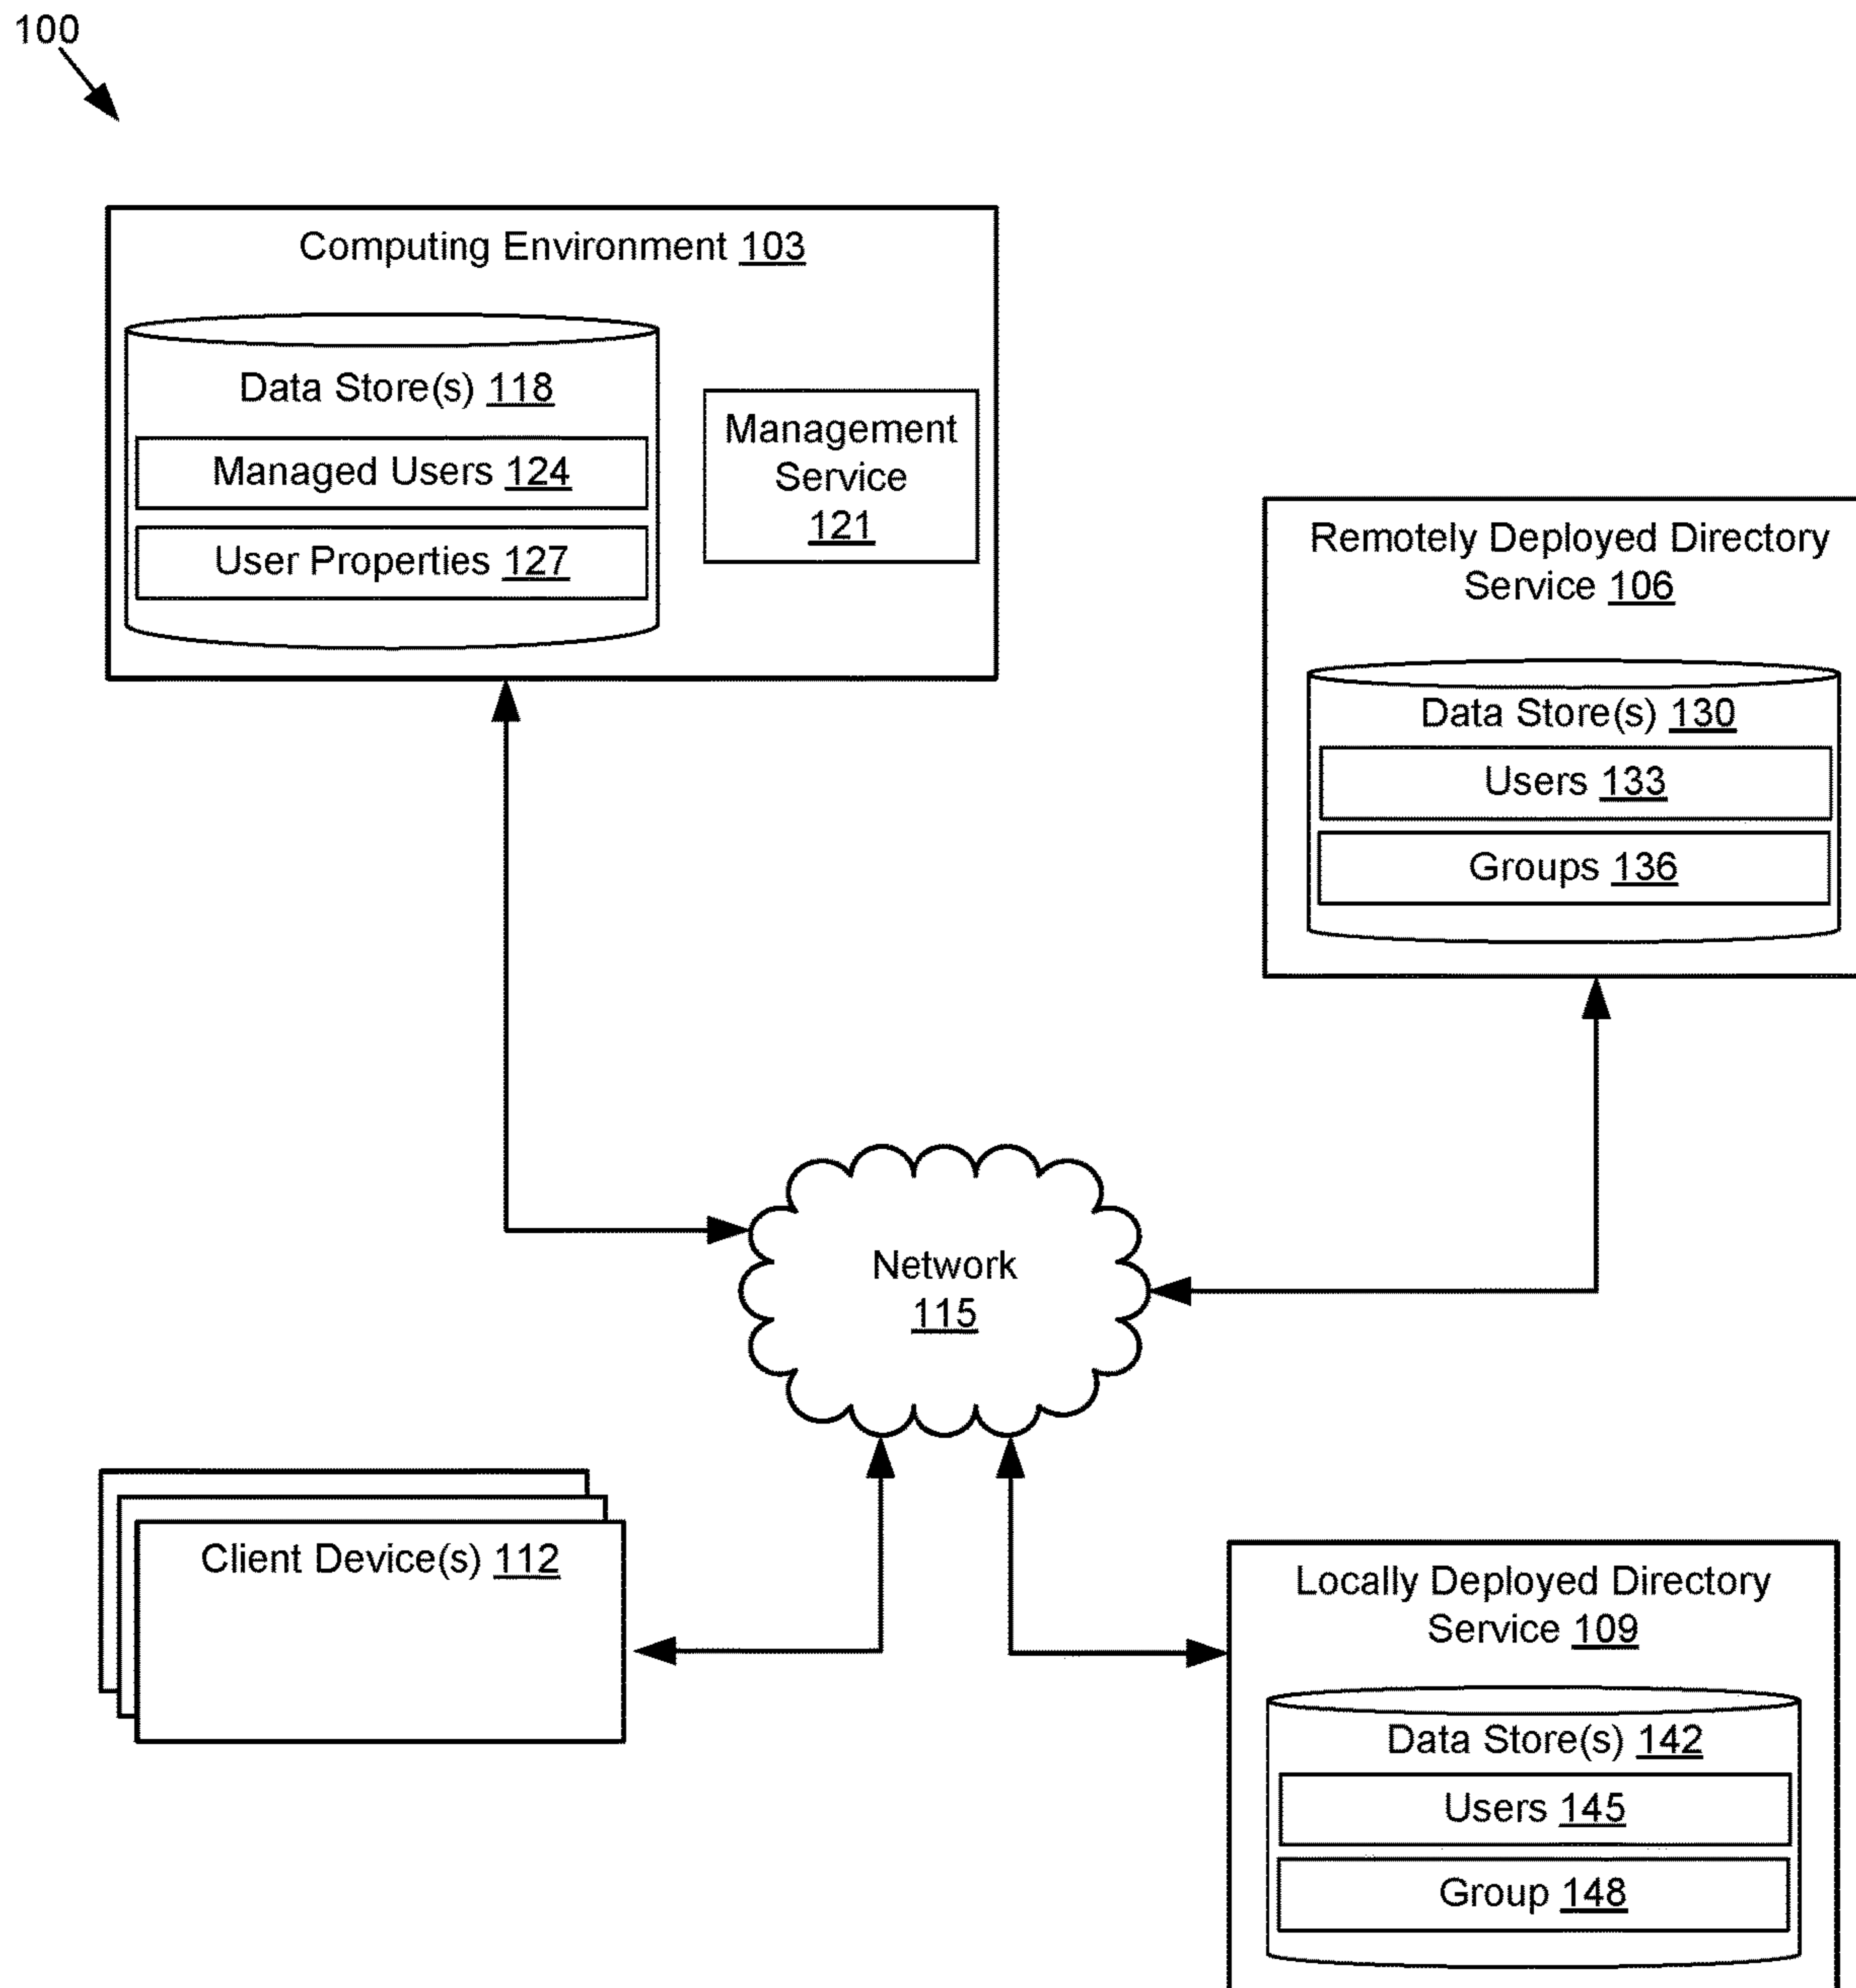 100
Computing Environment 103
Data Store(s) 118
Managed Users 124
User Properties 127
Management
Service
121
Remotely Deployed Directory
Service 106
Data Store(s) 130
Users 133
Groups 136
Network
115
Client Device(s) 112
Locally Deployed Directory
Service 109
Data Store(s) 142
Users 145
Group 148